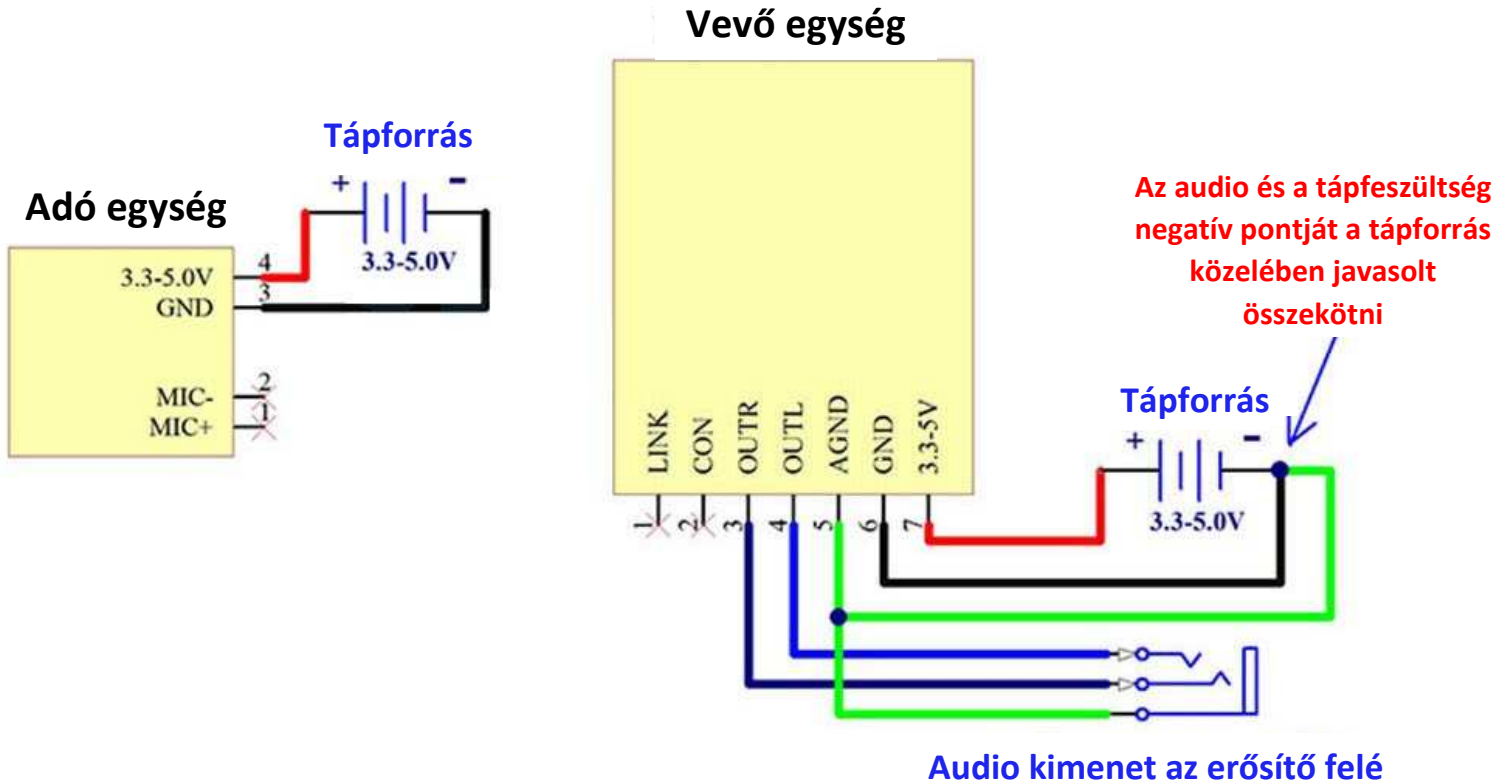 Vevő egység
Tápforrás
+ -
3.3-5.0V
Adó egység
3.3-5.0V 4
GND 3
MIC- 2
MIC+ 1
Az audio és a tápfeszültség
negatív pontját a tápforrás
közelében javasolt
összekötni
LINK
CON
OUTR
OUTL
AGND
GND
3.3-5V
1
2
3
4
5
6
7
Tápforrás
+ -
3.3-5.0V
Audio kimenet az erősítő felé